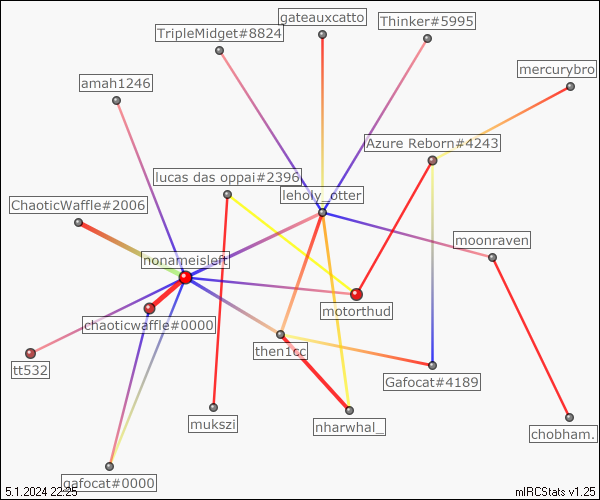 gateauxcatto
Thinker#5995
TripleMidget#8824
mercurybro
amah1246
Azure Reborn#4243
lucas das oppai#2396
leholy_otter
ChaoticWaffle#2006
moonraven
nonameisleft
motorthud
chaoticwaffle#0000
then1cc
tt532
Gafocat#4189
mukszi
nharwhal_
chobham.
gafocat#0000
5.1.2024 22:25
mIRCStats v1.25